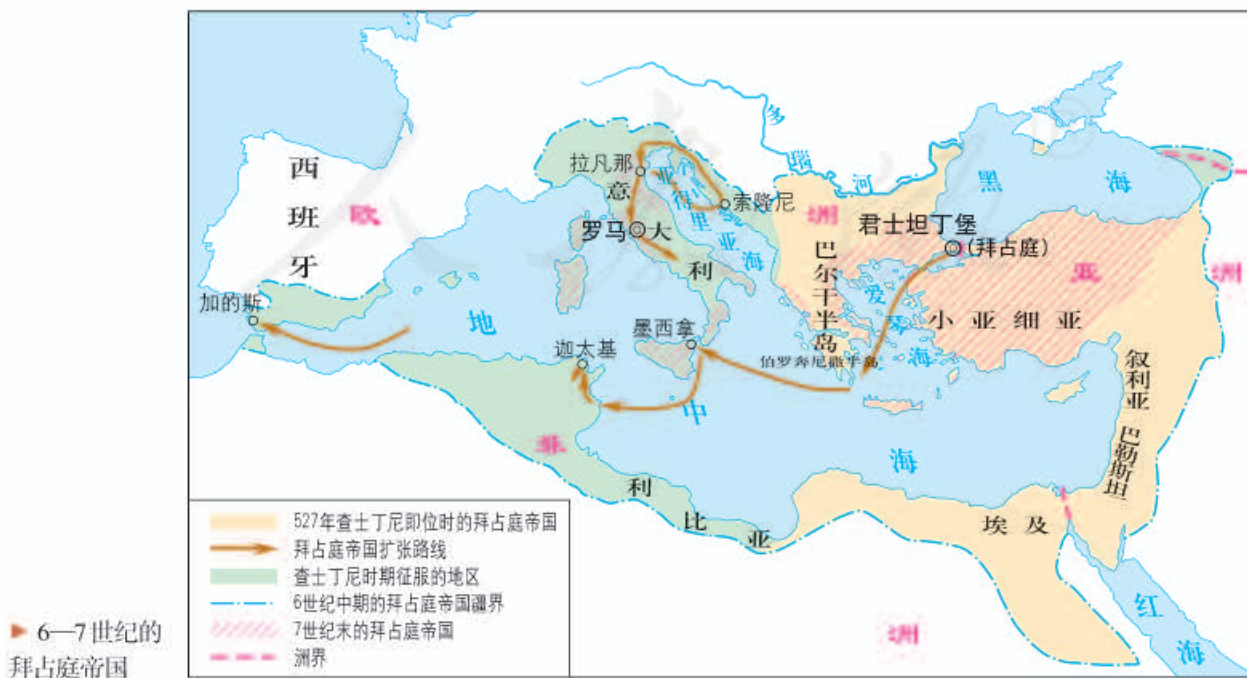 西班牙
欧
洲
加的斯
拉凡那
意大利
罗马
亚得里亚海
索隆尼
多瑙河
黑海
君士坦丁堡
(拜占庭)
巴尔干半岛
爱琴海
亚
洲
小亚细亚
地中海
墨西拿
迦太基
伯罗奔尼撒半岛
叙利亚
巴勒斯坦
非
洲
利比亚
埃及
红海
527年查士丁尼即位时的拜占庭帝国
拜占庭帝国扩张路线
查士丁尼时期征服的地区
6世纪中期的拜占庭帝国疆界
7世纪末的拜占庭帝国
洲界
6—7世纪的
拜占庭帝国